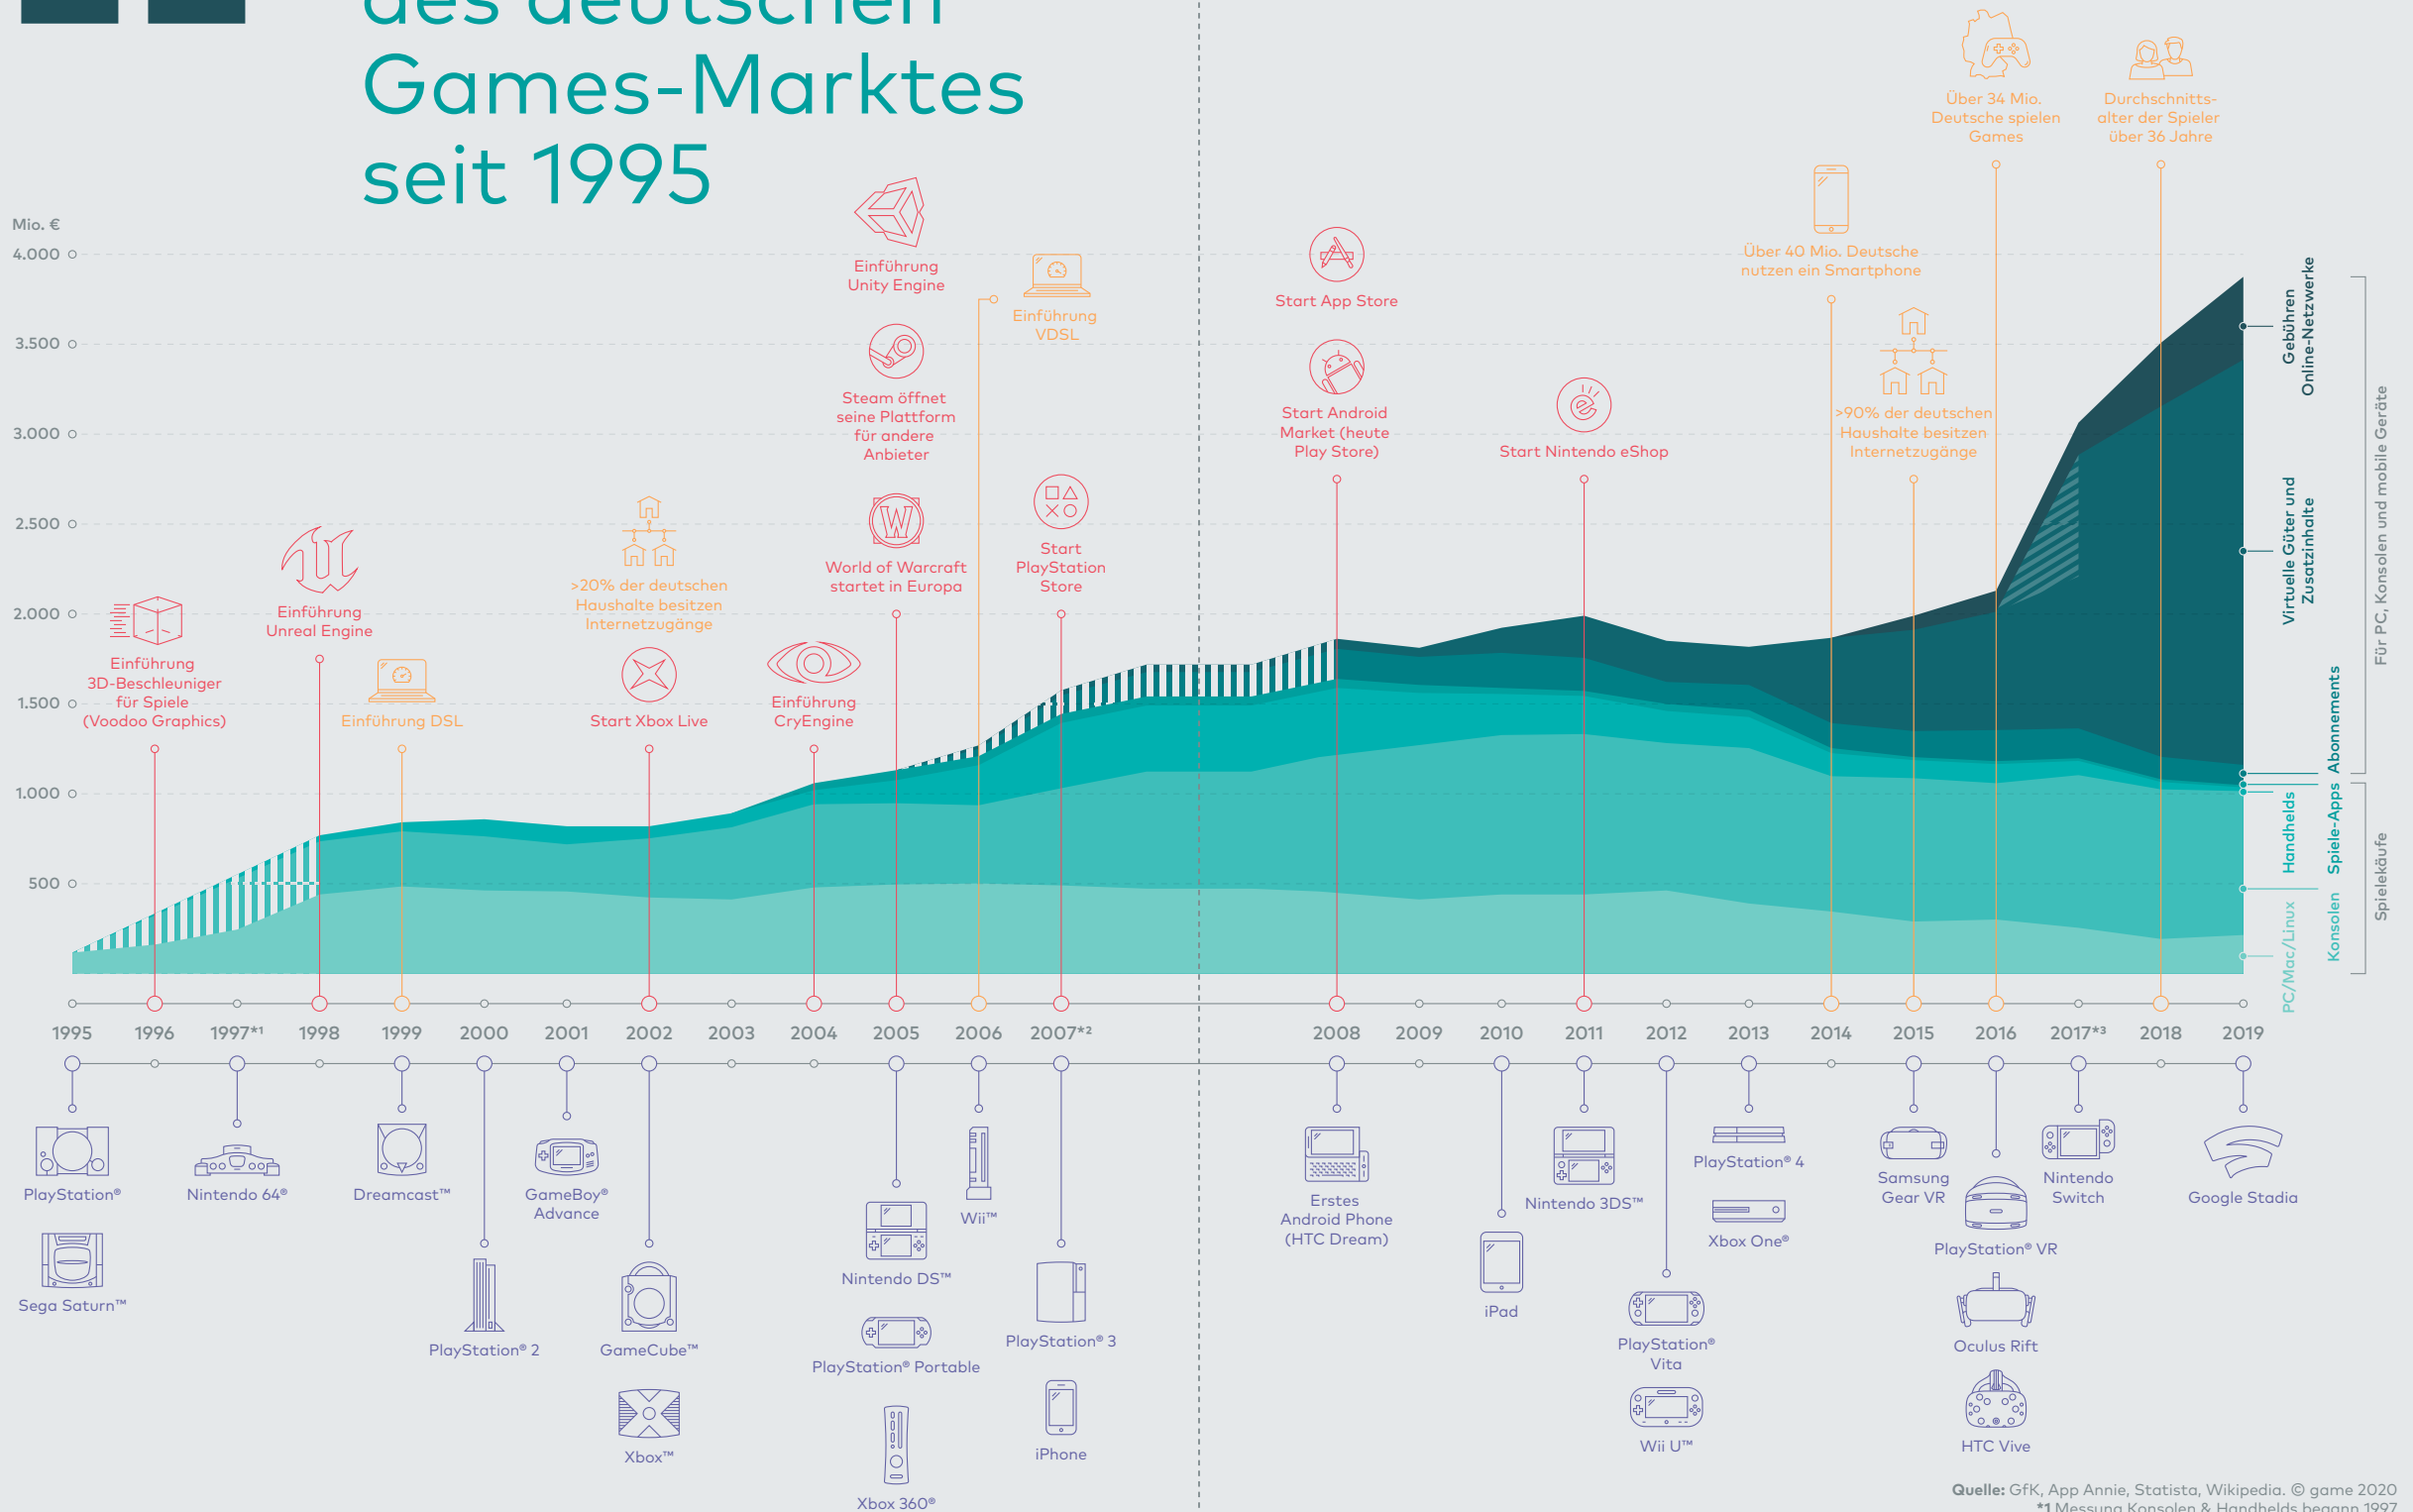 des deutschen
Games-Marktes
seit 1995
Mio. €
4.000
3.500
3.000
2.500
2.000
1.500
1.000
500
Einführung
3D-Beschleuniger
für Spiele
(Voodoo Graphics)
Einführung
Unreal Engine
Einführung DSL
>20% der deutschen
Haushalte besitzen
Internetzugänge
Start Xbox Live
Einführung
CryEngine
Einführung
Unity Engine
Steam öffnet
seine Plattform
für andere
Anbieter
World of Warcraft
startet in Europa
Einführung
VDSL
Start
PlayStation
Store
Start App Store
Start Android
Market (heute
Play Store)
Start Nintendo eShop
Über 40 Mio. Deutsche
nutzen ein Smartphone
>90% der deutschen
Haushalte besitzen
Internetzugänge
Über 34 Mio.
Deutsche spielen
Games
Durchschnitts-
alter der Spieler
über 36 Jahre
Gebühren
Online-Netzwerke
Virtuelle Güter und
Zusatzinhalte
Abonnements
Spiele-Apps
Handhelds
Konsolen
PC/Mac/Linux
Für PC, Konsolen und mobile Geräte
Spielekäufe
1995
1996
1997*1
1998
1999
2000
2001
2002
2003
2004
2005
2006
2007*2
2008
2009
2010
2011
2012
2013
2014
2015
2016
2017*3
2018
2019
PlayStation®
Sega Saturn™
Nintendo 64®
Dreamcast™
PlayStation® 2
GameBoy®
Advance
GameCube™
Xbox™
Nintendo DS™
PlayStation® Portable
Xbox 360®
Wii™
PlayStation® 3
iPhone
Erstes
Android Phone
(HTC Dream)
iPad
Nintendo 3DS™
PlayStation®
Vita
Wii U™
PlayStation® 4
Xbox One®
Samsung
Gear VR
PlayStation® VR
Oculus Rift
HTC Vive
Nintendo
Switch
Google Stadia
Quelle: GfK, App Annie, Statista, Wikipedia. © game 2020
*1 Messung Konsolen & Handhelds begann 1997